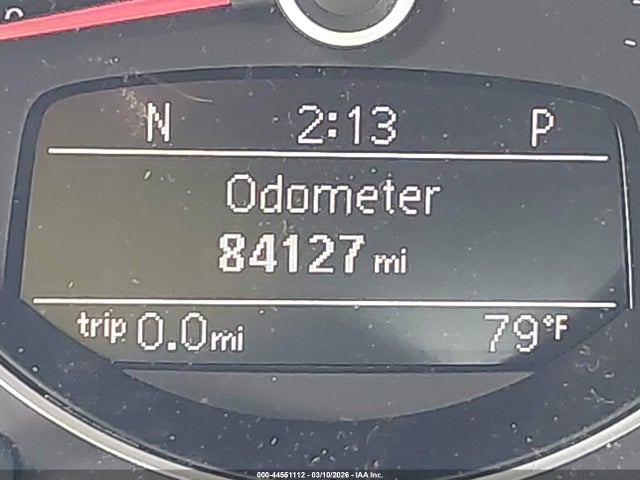 N 2:13 P
Odometer
84127 mi
trip 0.0mi 79°F
000-44551112 - 03/10/2026 - IAA Inc.